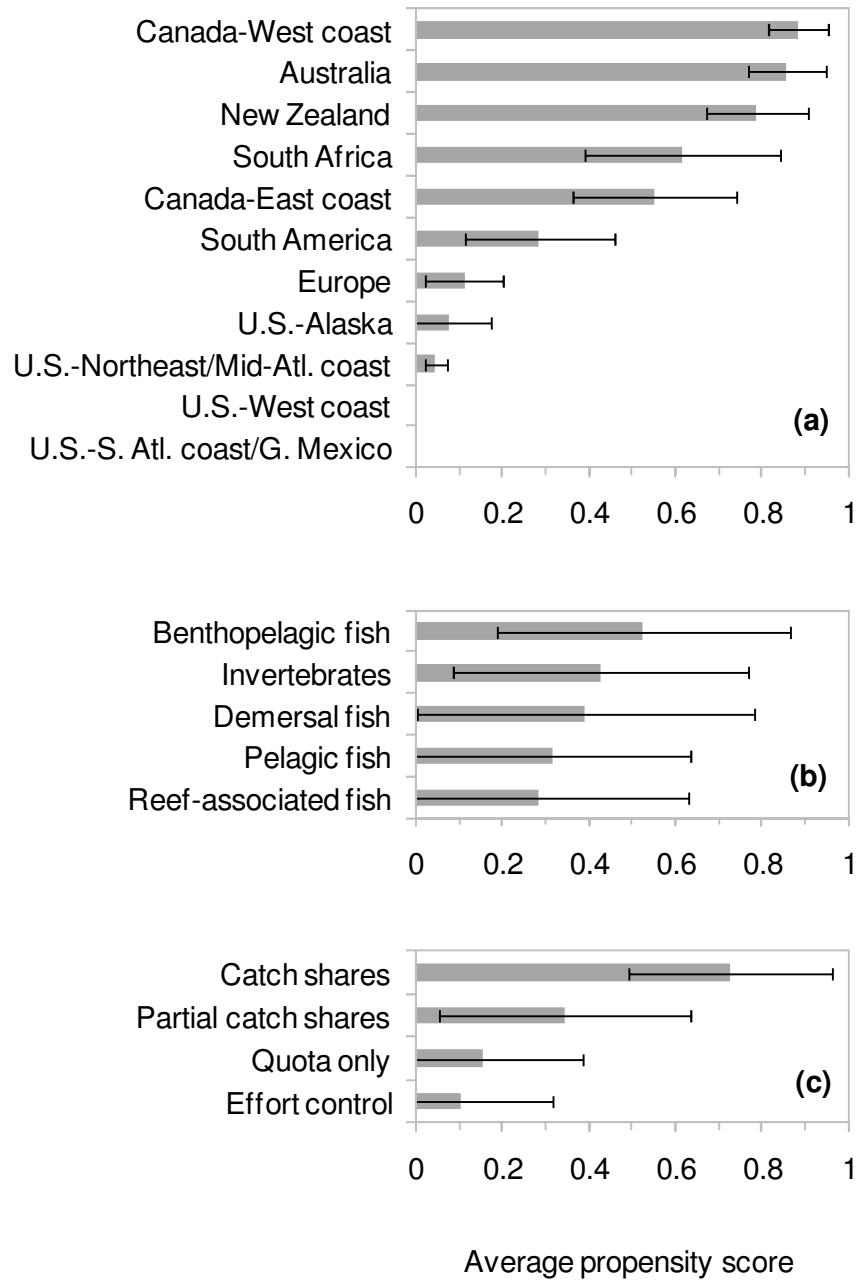 Canada-West coast
Australia
New Zealand
South Africa
Canada-East coast
South America
Europe
U.S.-Alaska
U.S.-Northeast/Mid-Atl. coast
U.S.-West coast
(a)
U.S.-S. Atl. coast/G. Mexico
0 0.2 0.4 0.6 0.8 1
Benthopelagic fish
Invertebrates
Demersal fish
Pelagic fish
(b)
Reef-associated fish
0 0.2 0.4 0.6 0.8 1
Catch shares
Partial catch shares
Quota only
(c)
Effort control
0 0.2 0.4 0.6 0.8 1
Average propensity score